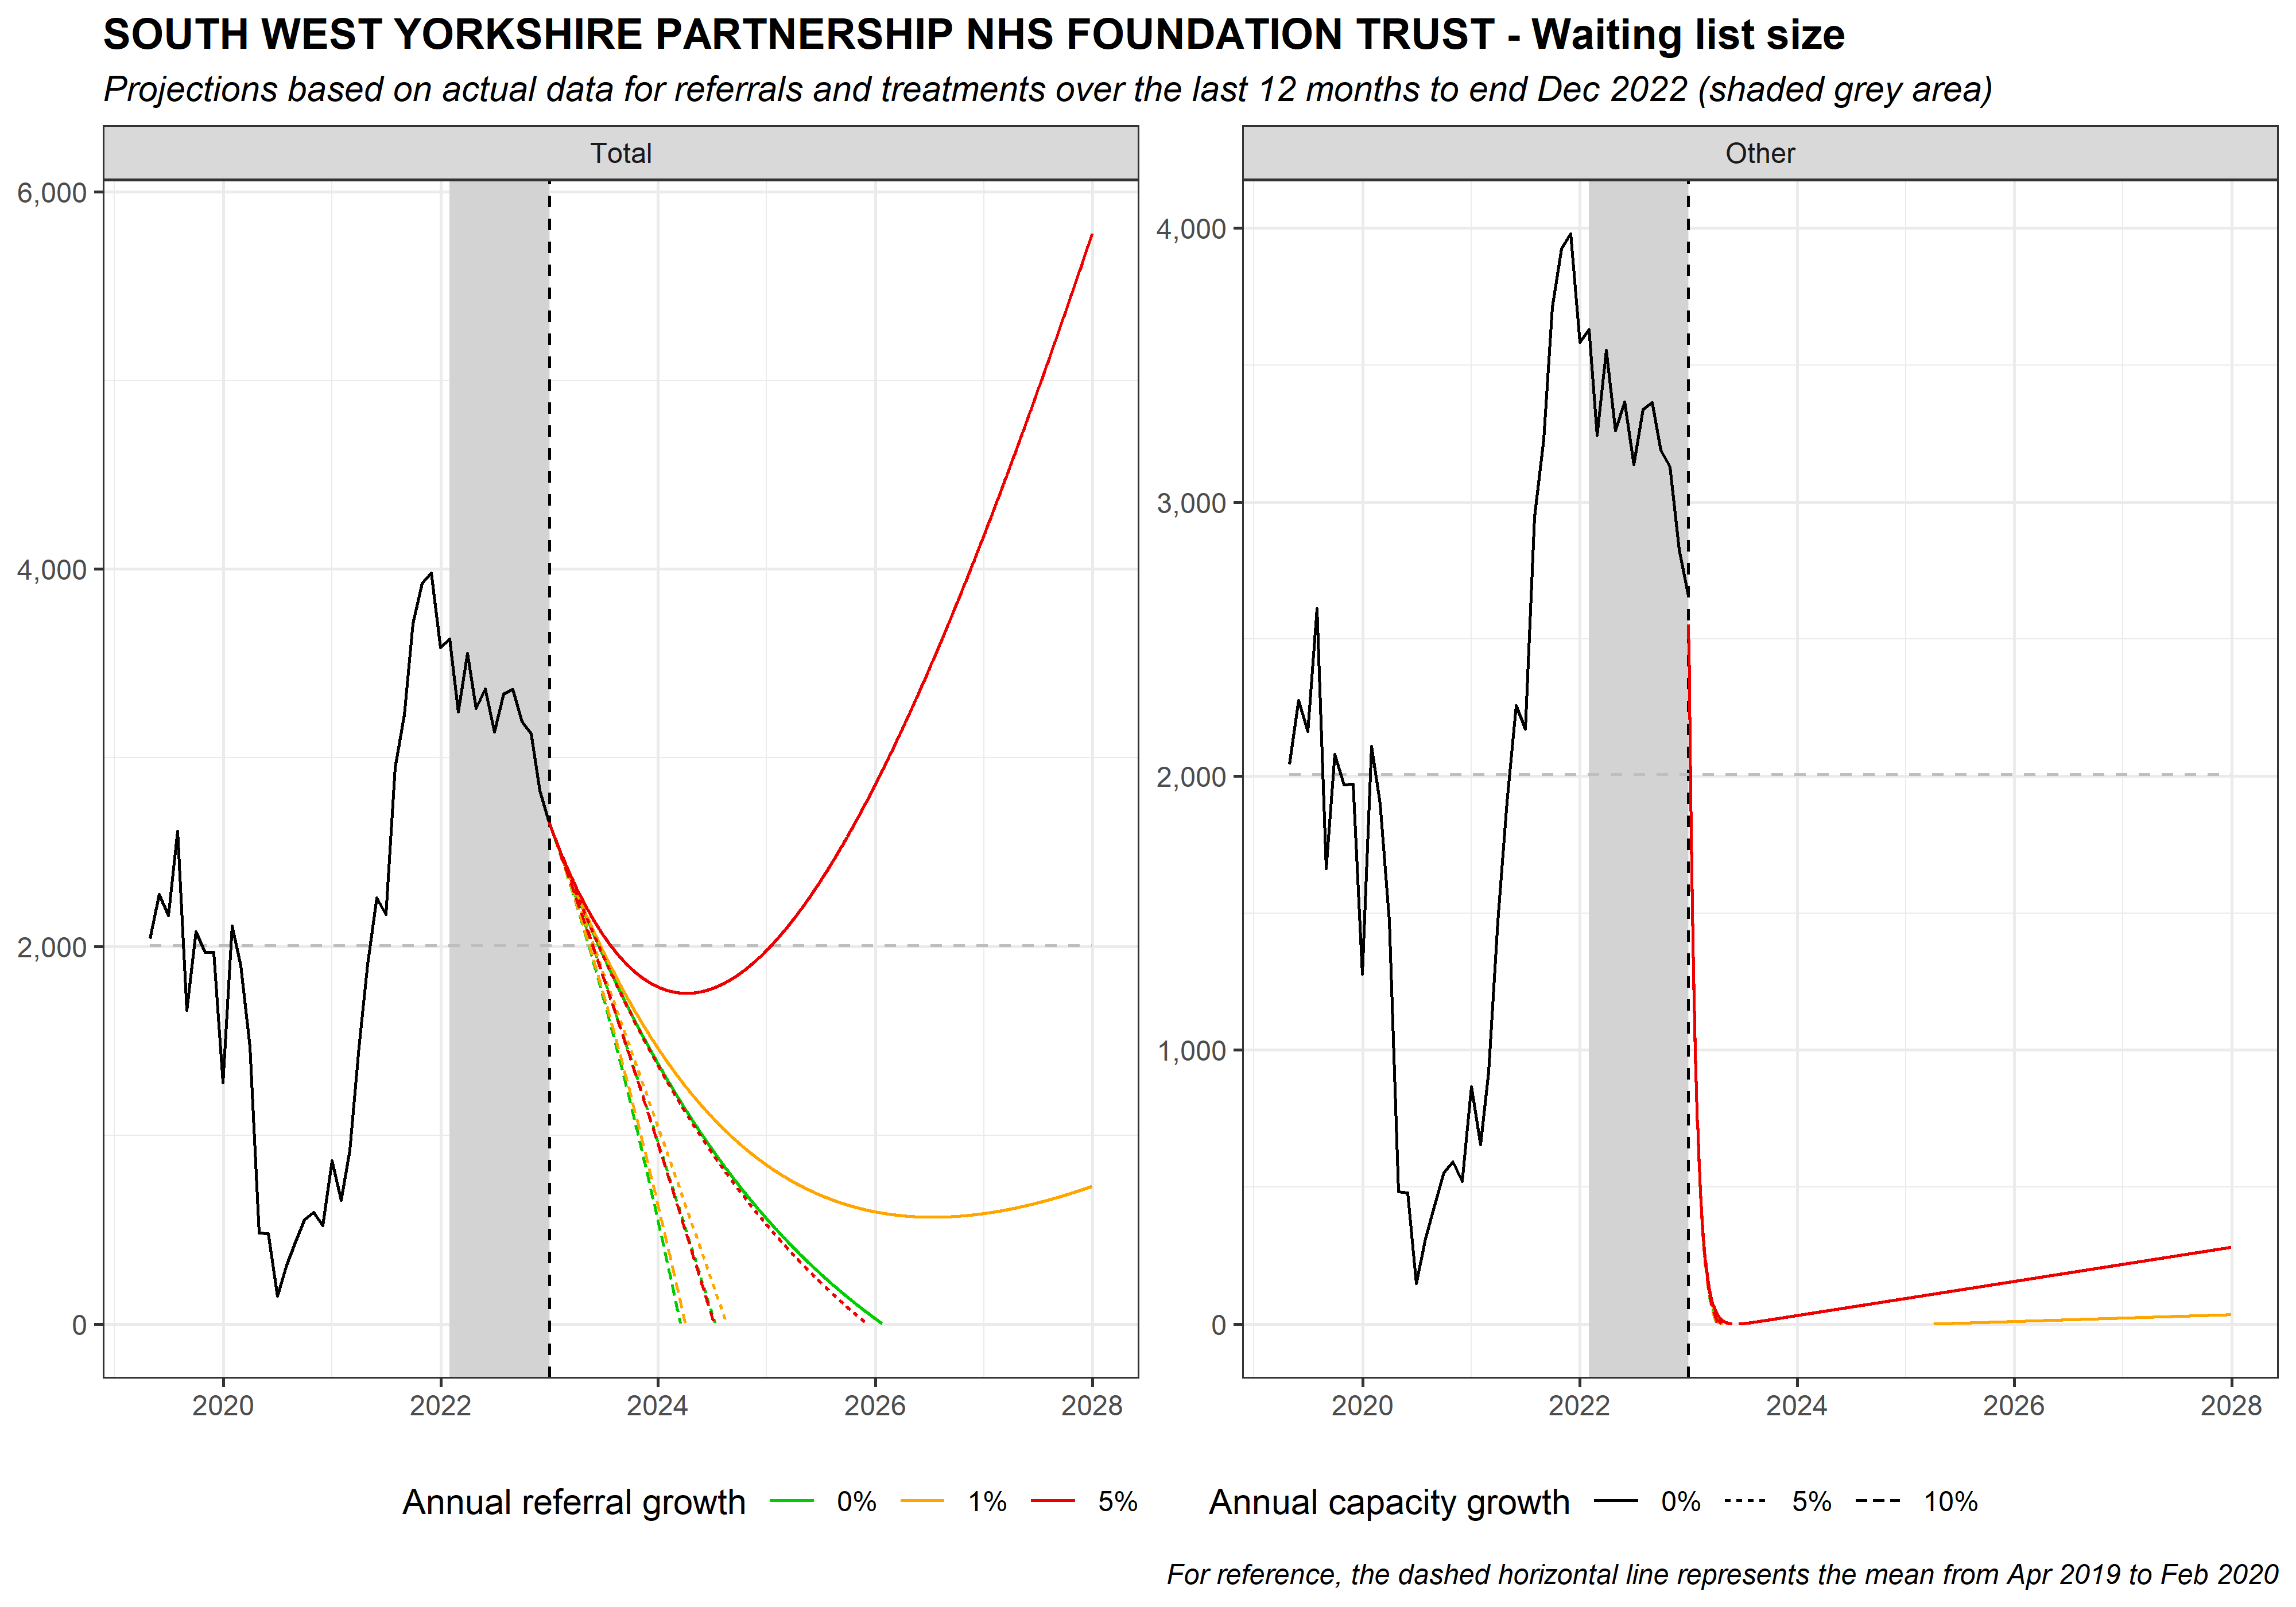 SOUTH WEST YORKSHIRE PARTNERSHIP NHS FOUNDATION TRUST - Waiting list size
Projections based on actual data for referrals and treatments over the last 12 months to end Dec 2022 (shaded grey area)
Total
6,000
4,000
2,000
0
2020 2022 2024 2026 2028
Other
4,000
3,000
2,000
1,000
0
2020 2022 2024 2026 2028
Annual referral growth 0% 1% 5%
Annual capacity growth 0% 5% 10%
For reference, the dashed horizontal line represents the mean from Apr 2019 to Feb 2020